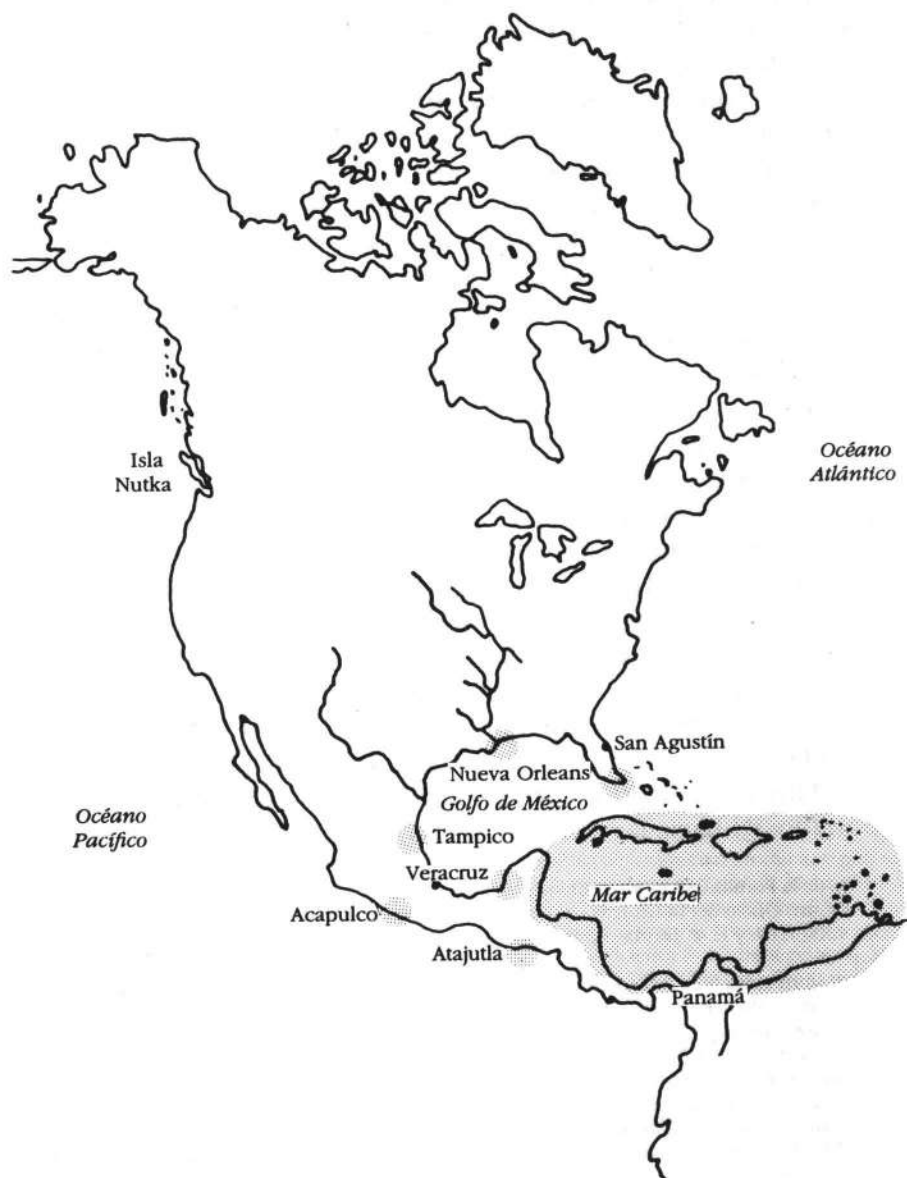 Isla
Nutka
Océano
Atlántico
San Agustín
Nueva Orleans
Golfo de México
Océano
Pacífico
Tampico
Veracruz
Mar Caribe
Acapulco
Atajutla
Panamá